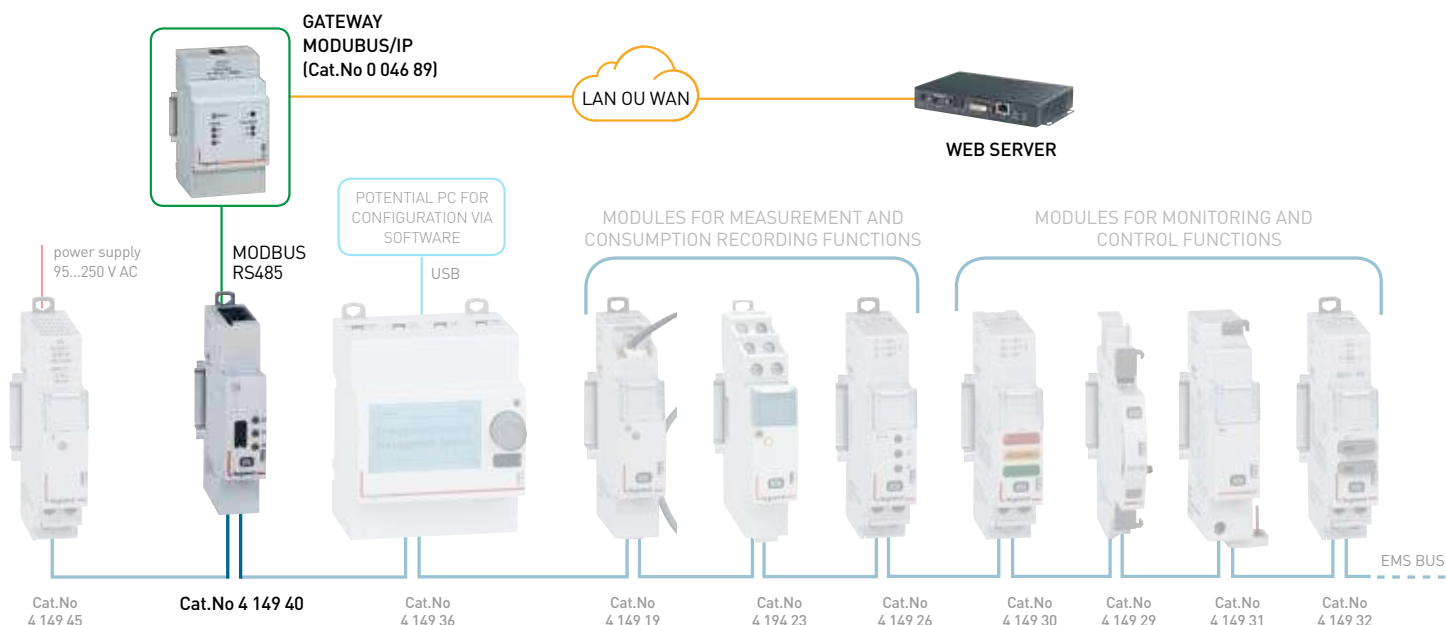 GATEWAY
MODUBUS/IP
(Cat.No 0 046 89)
LAN OU WAN
WEB SERVER
POTENTIAL PC FOR
CONFIGURATION VIA
SOFTWARE
MODULES FOR MEASUREMENT AND
CONSUMPTION RECORDING FUNCTIONS
MODULES FOR MONITORING AND
CONTROL FUNCTIONS
power supply
95...250 V AC
MODBUS
RS485
USB
EMS BUS
Cat.No
4 149 45
Cat.No 4 149 40
Cat.No
4 149 36
Cat.No
4 149 19
Cat.No
4 194 23
Cat.No
4 149 26
Cat.No
4 149 30
Cat.No
4 149 29
Cat.No
4 149 31
Cat.No
4 149 32